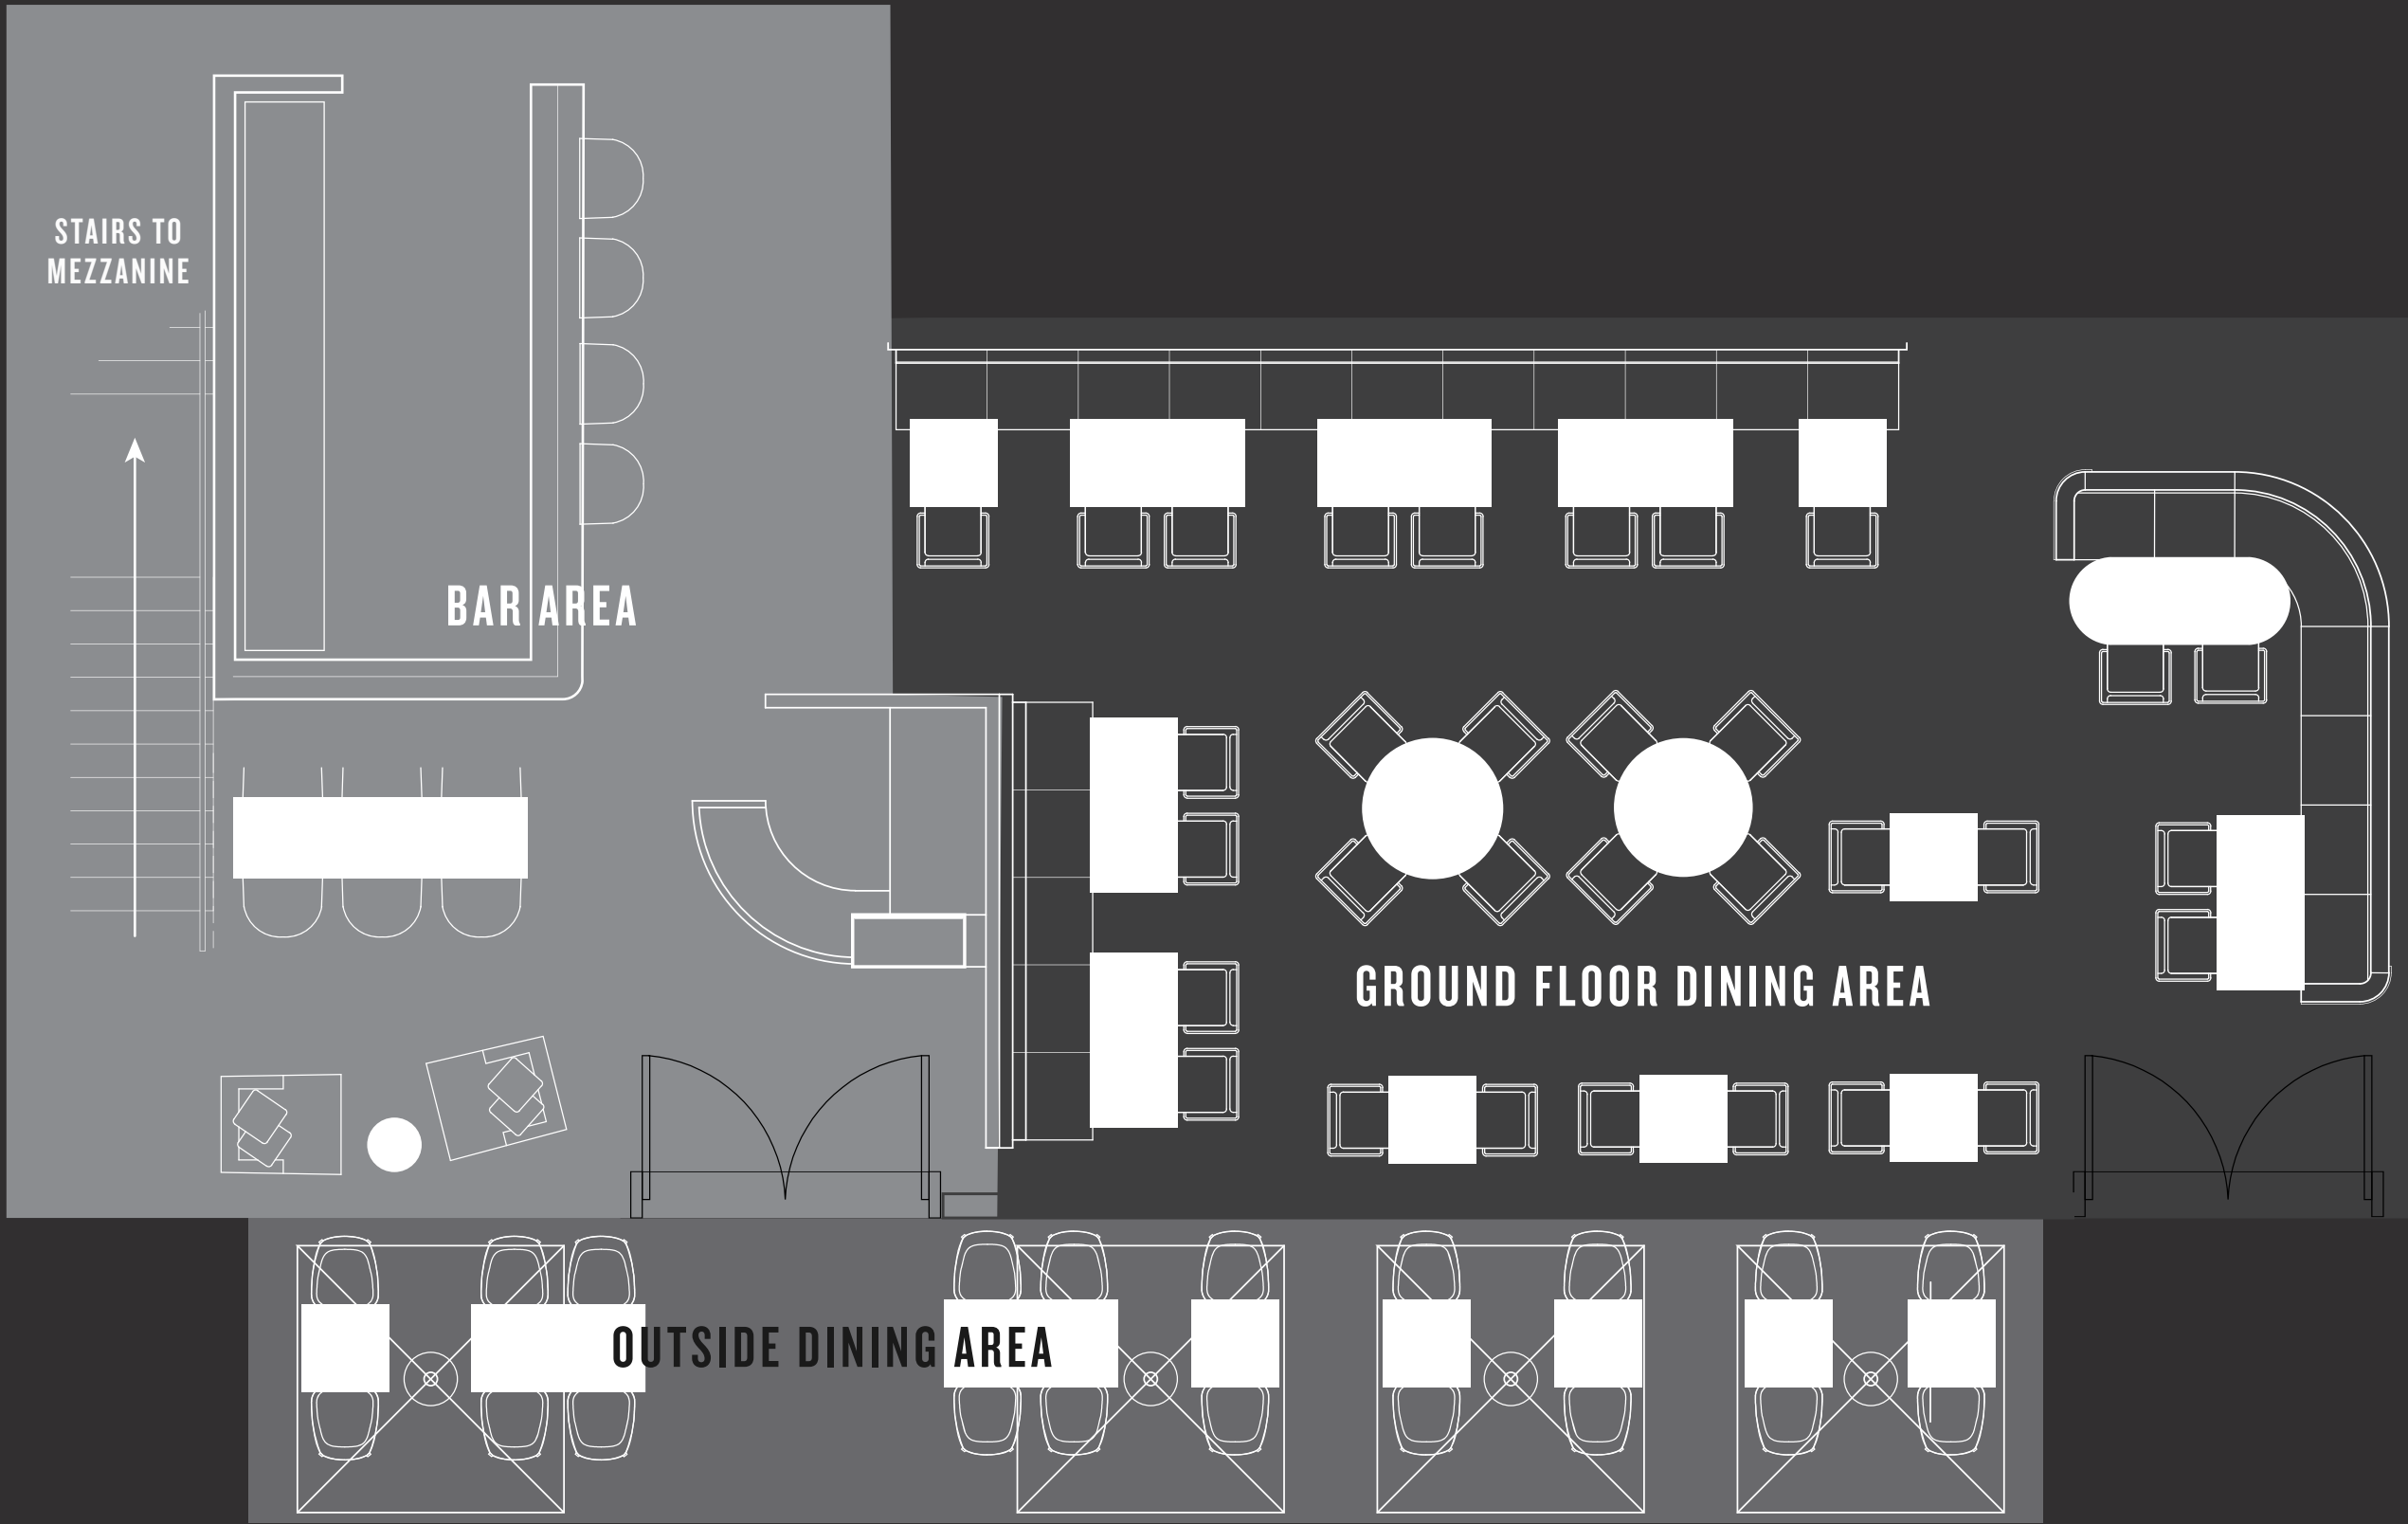 STAIRS TO
MEZZANINE
BAR AREA
GROUND FLOOR DINING AREA
OUTSIDE DINING AREA